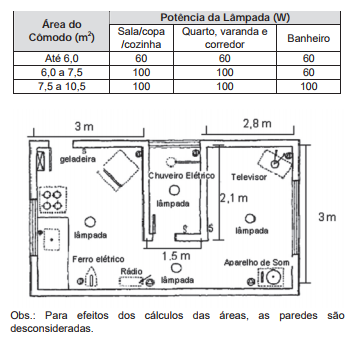 Área do
Cômodo (m²)
Potência da Lâmpada (W)
Sala/copa
/cozinha
Quarto, varanda e
corredor
Banheiro
Até 6,0 60 60 60
6,0 a 7,5 100 100 60
7,5 a 10,5 100 100 100
3 m
2,8 m
geladeira
Chuveiro Elétrico
Televisor
lâmpada
2,1 m
lâmpada
lâmpada
3 m
lâmpada
1,5 m
Ferro elétrico
Rádio
lâmpada
Aparelho de Som
Obs.: Para efeitos dos cálculos das áreas, as paredes são
desconsideradas.